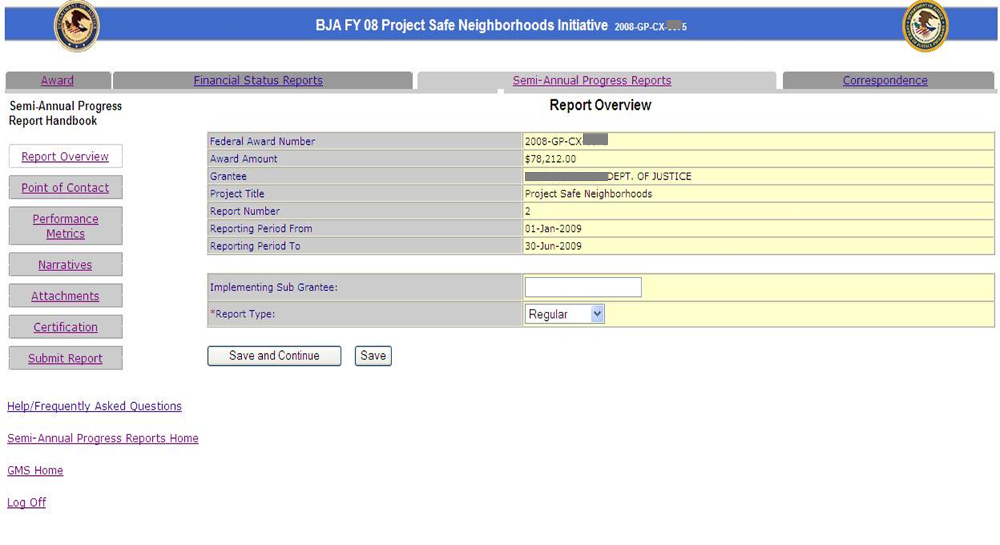 BJA FY 08 Project Safe Neighborhoods Initiative 2008-GP-CX- 5
Award Financial Status Reports Semi-Annual Progress Reports Correspondence
Semi-Annual Progress
Report Handbook
Report Overview
Point of Contact
Performance
Metrics
Narratives
Attachments
Certification
Submit Report
Help/Frequently Asked Questions
Semi-Annual Progress Reports Home
GMS Home
Log Off
Report Overview
Federal Award Number 2008-GP-CX-
Award Amount $78,212.00
Grantee DEPT. OF JUSTICE
Project Title Project Safe Neighborhoods
Report Number 2
Reporting Period From 01-Jan-2009
Reporting Period To 30-Jun-2009
Implementing Sub Grantee:
*Report Type: Regular
Save and Continue Save